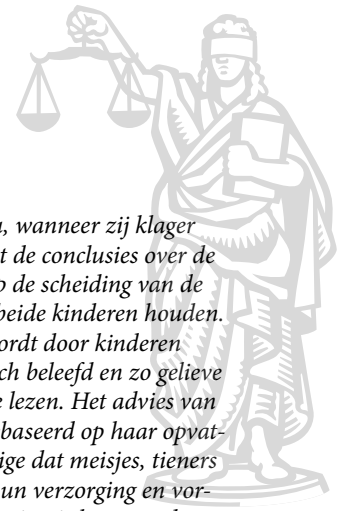 , wanneer zij klager
t de conclusies over de
o de scheiding van de
beide kinderen houden.
ordt door kinderen
ch beleefd en zo gelieve
e lezen. Het advies van
baseerd op haar opvat-
ige dat meisjes, tieners
un verzorging en vor-